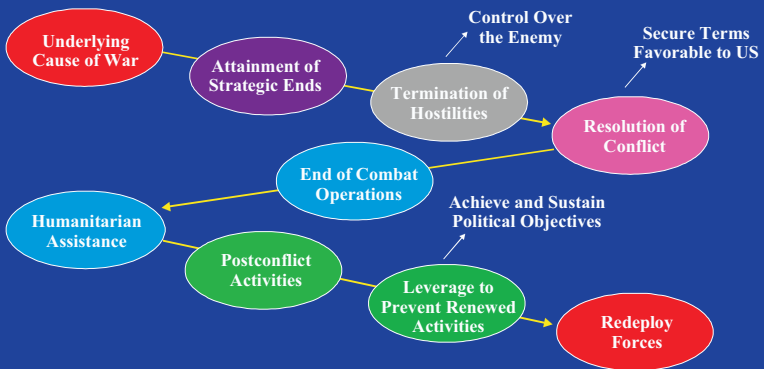 Underlying
Cause of War
Attainment of
Strategic Ends
Control Over
the Enemy
Termination of
Hostilities
Secure Terms
Favorable to US
Resolution of
Conflict
End of Combat
Operations
Humanitarian
Assistance
Postconflict
Activities
Achieve and Sustain
Political Objectives
Leverage to
Prevent Renewed
Activities
Redeploy
Forces